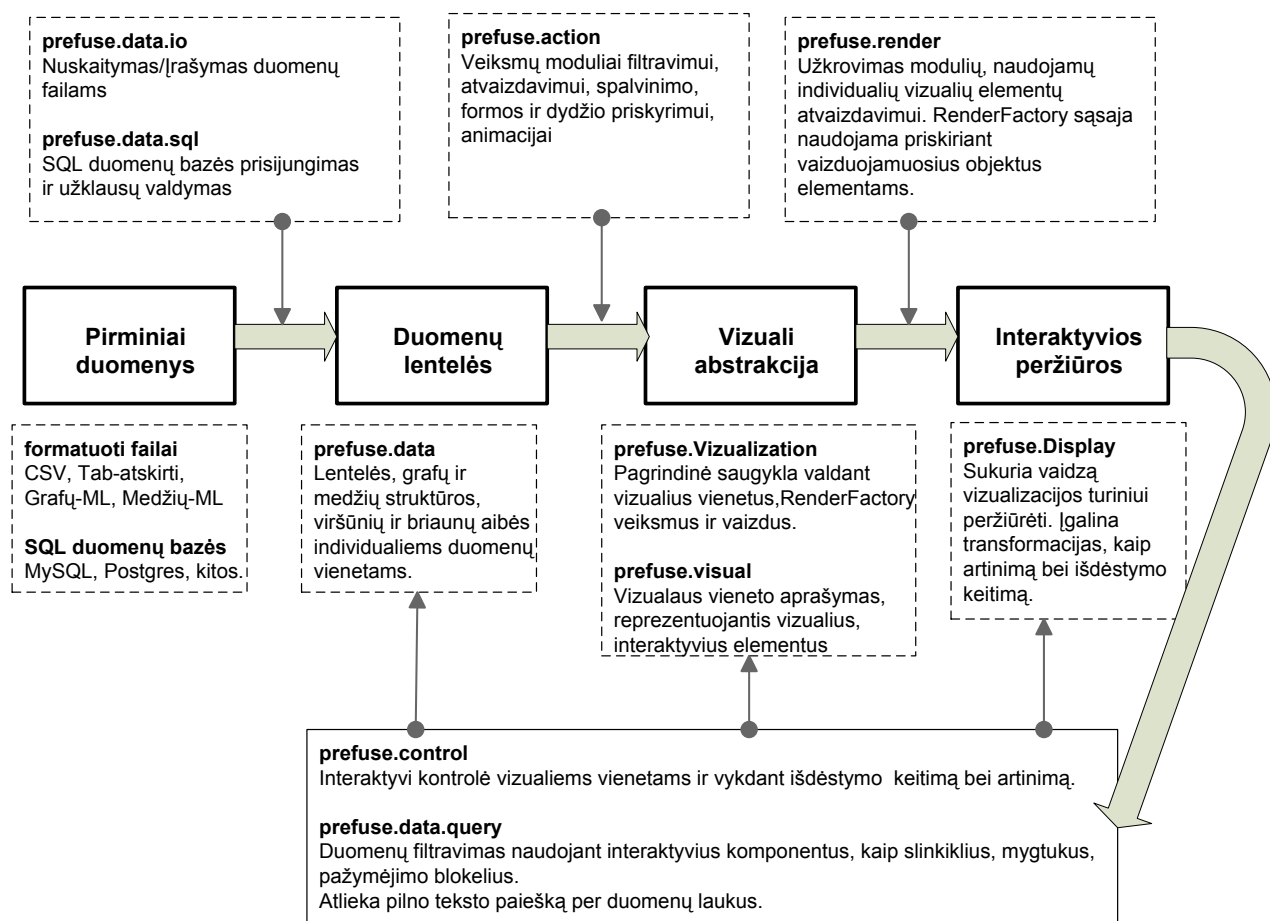 prefuse.data.io
Nuskaitymas/Įrašymas duomenų
failams
prefuse.data.sql
SQL duomenų bazės prisijungimas
ir užklausų valdymas
prefuse.action
Veiksmų moduliai filtravimui,
atvaizdavimui, spalvinimo,
formos ir dydžio priskyrimui,
animacijai
prefuse.render
Užkrovimas modulių, naudojamų
individualių vizualių elementų
atvaizdavimui. RenderFactory sąsaja
naudojama priskiriant
vaizduojamuosius objektus
elementams.
Pirminiai
duomenys
Duomenų
lentelės
Vizuali
abstrakcija
Interaktyvios
peržiūros
formatuoti failai
CSV, Tab-atskirti,
Grafų-ML, Medžių-ML
SQL duomenų bazės
MySQL, Postgres, kitos.
prefuse.data
Lentelės, grafų ir
medžių struktūros,
viršūnių ir briaunų aibės
individualiems duomenų
vienetams.
prefuse.Vizualization
Pagrindinė saugykla valdant
vizualius vienetus,RenderFactory
veiksmus ir vaizdus.
prefuse.visual
Vizualaus vieneto aprašymas,
reprezentuojantis vizualius,
interaktyvius elementus
prefuse.Display
Sukuria vaidzą
vizualizacijos turiniui
peržiūrėti. Įgalina
transformacijas, kaip
artinimą bei išdėstymo
keitimą.
prefuse.control
Interaktyvi kontrolė vizualiems vienetams ir vykdant išdėstymo  keitimą bei artinimą.
prefuse.data.query
Duomenų filtravimas naudojant interaktyvius komponentus, kaip slinkiklius, mygtukus,
pažymėjimo blokelius.
Atlieka pilno teksto paiešką per duomenų laukus.